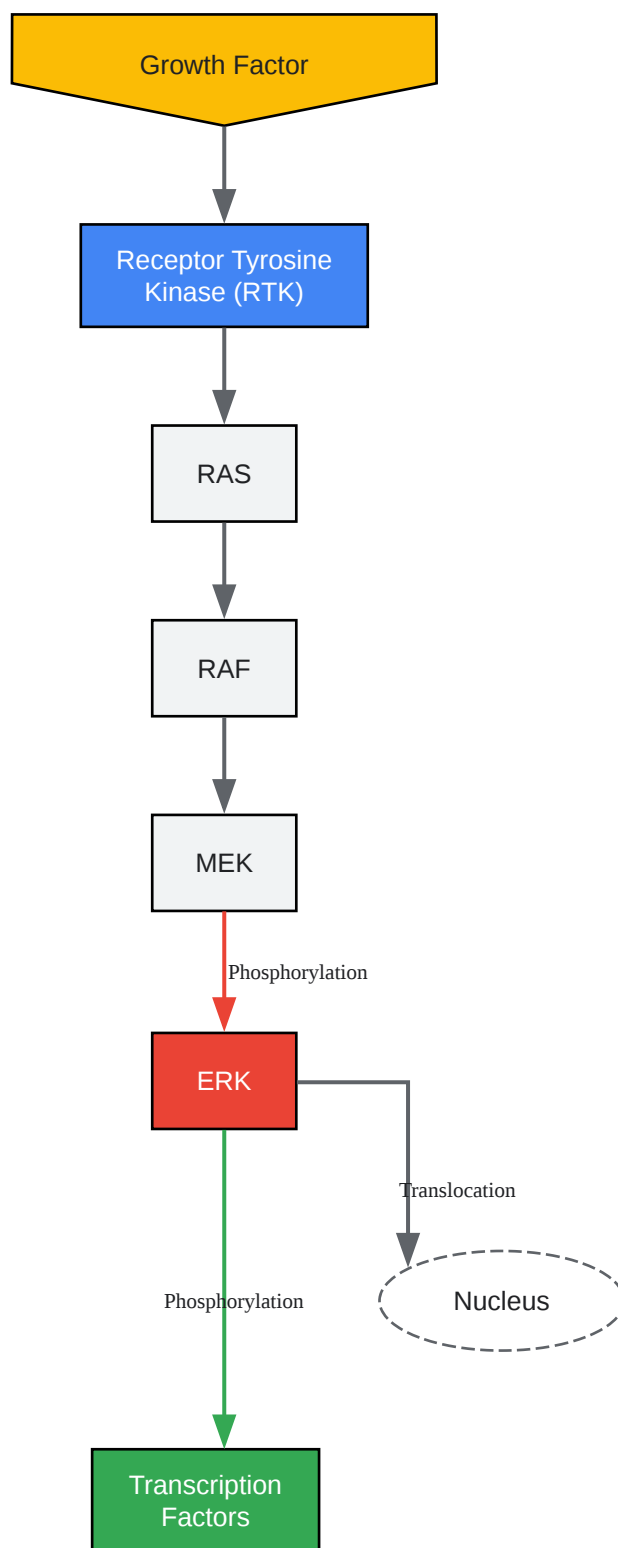 Growth Factor
Receptor Tyrosine
Kinase (RTK)
RAS
RAF
MEK
Phosphorylation
ERK
Translocation
Phosphorylation
Nucleus
Transcription
Factors